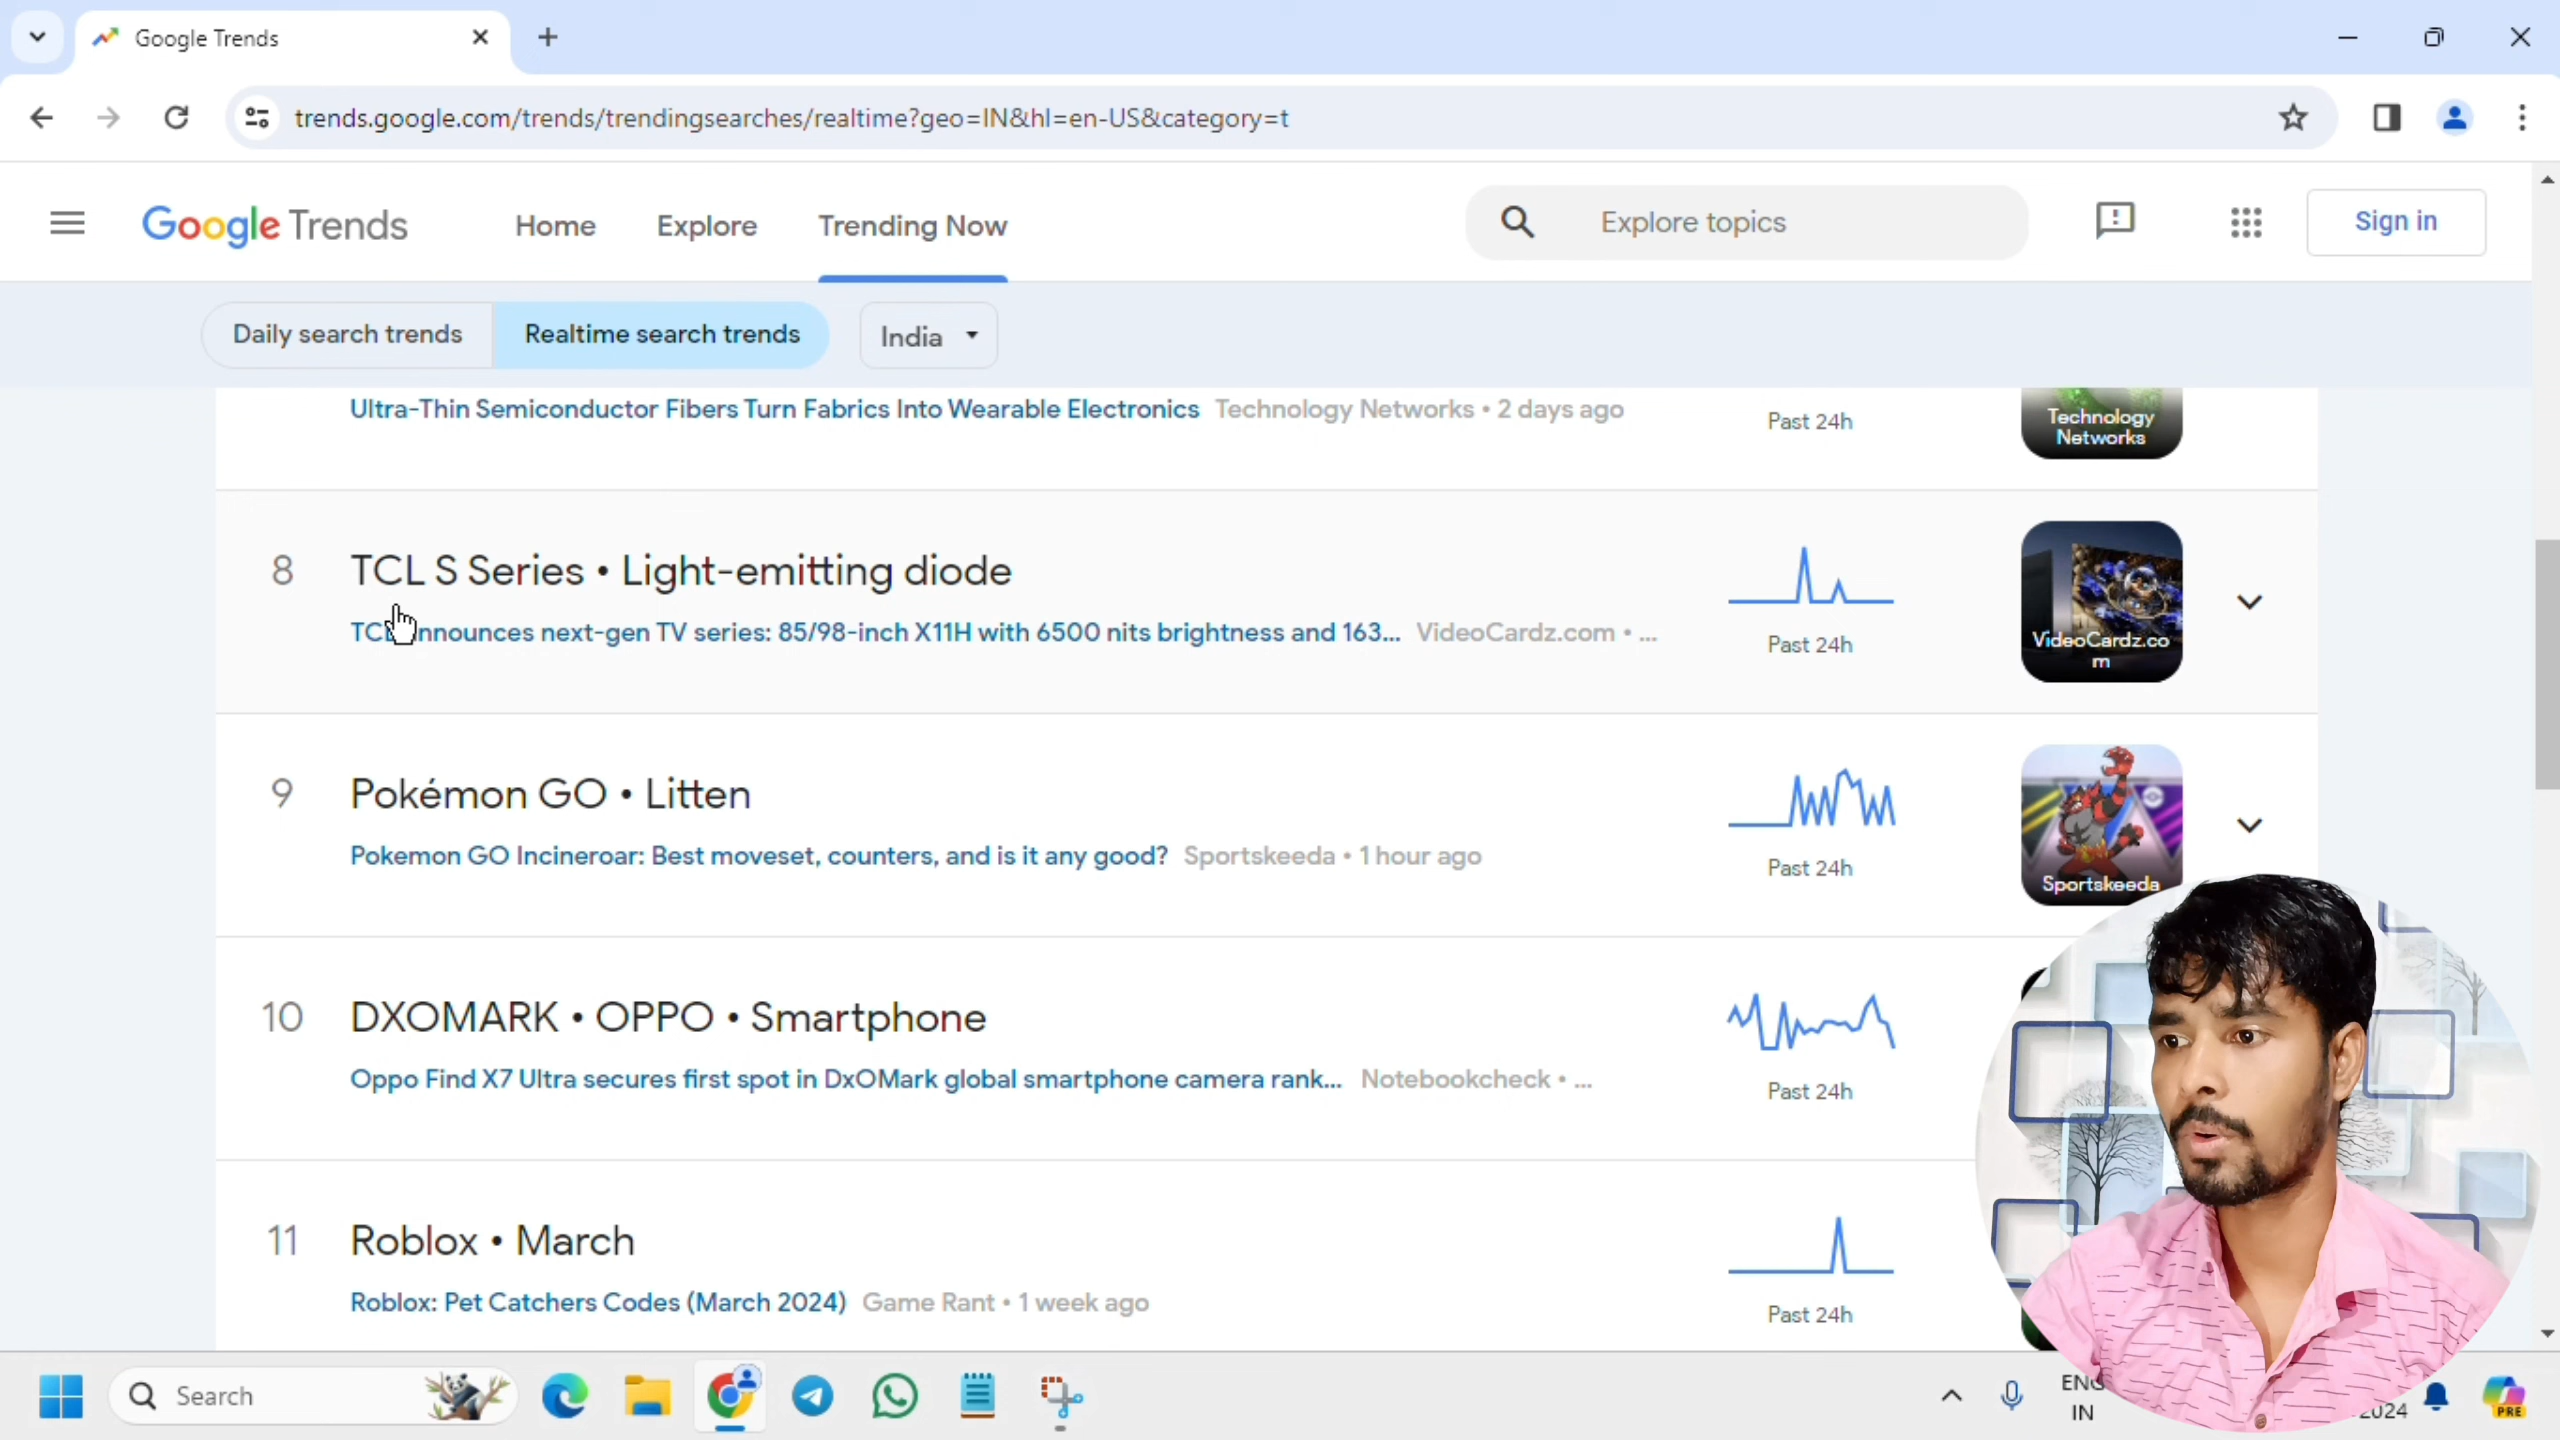 Google Trends
trends.google.com/trends/trendingsearches/realtime?geo=IN&hl=en-US&category=t
Google Trends
Home
Explore
Trending Now
Explore topics
Sign in
Daily search trends
Realtime search trends
India
Ultra-Thin Semiconductor Fibers Turn Fabrics Into Wearable Electronics Technology Networks • 2 days ago
Past 24h
Technology
Networks
8
TCL S Series • Light-emitting diode
TCL announces next-gen TV series: 85/98-inch X11H with 6500 nits brightness and 163... VideoCardz.com • ...
Past 24h
VideoCardz.co
m
9
Pokémon GO • Litten
Pokemon GO Incineroar: Best moveset, counters, and is it any good? Sportskeeda • 1 hour ago
Past 24h
Sportskeeda
10
DXOMARK • OPPO • Smartphone
Oppo Find X7 Ultra secures first spot in DxOMark global smartphone camera rank... Notebookcheck • ...
Past 24h
11
Roblox • March
Roblox: Pet Catchers Codes (March 2024) Game Rant • 1 week ago
Past 24h
Search
ENG
IN
2024
PRE